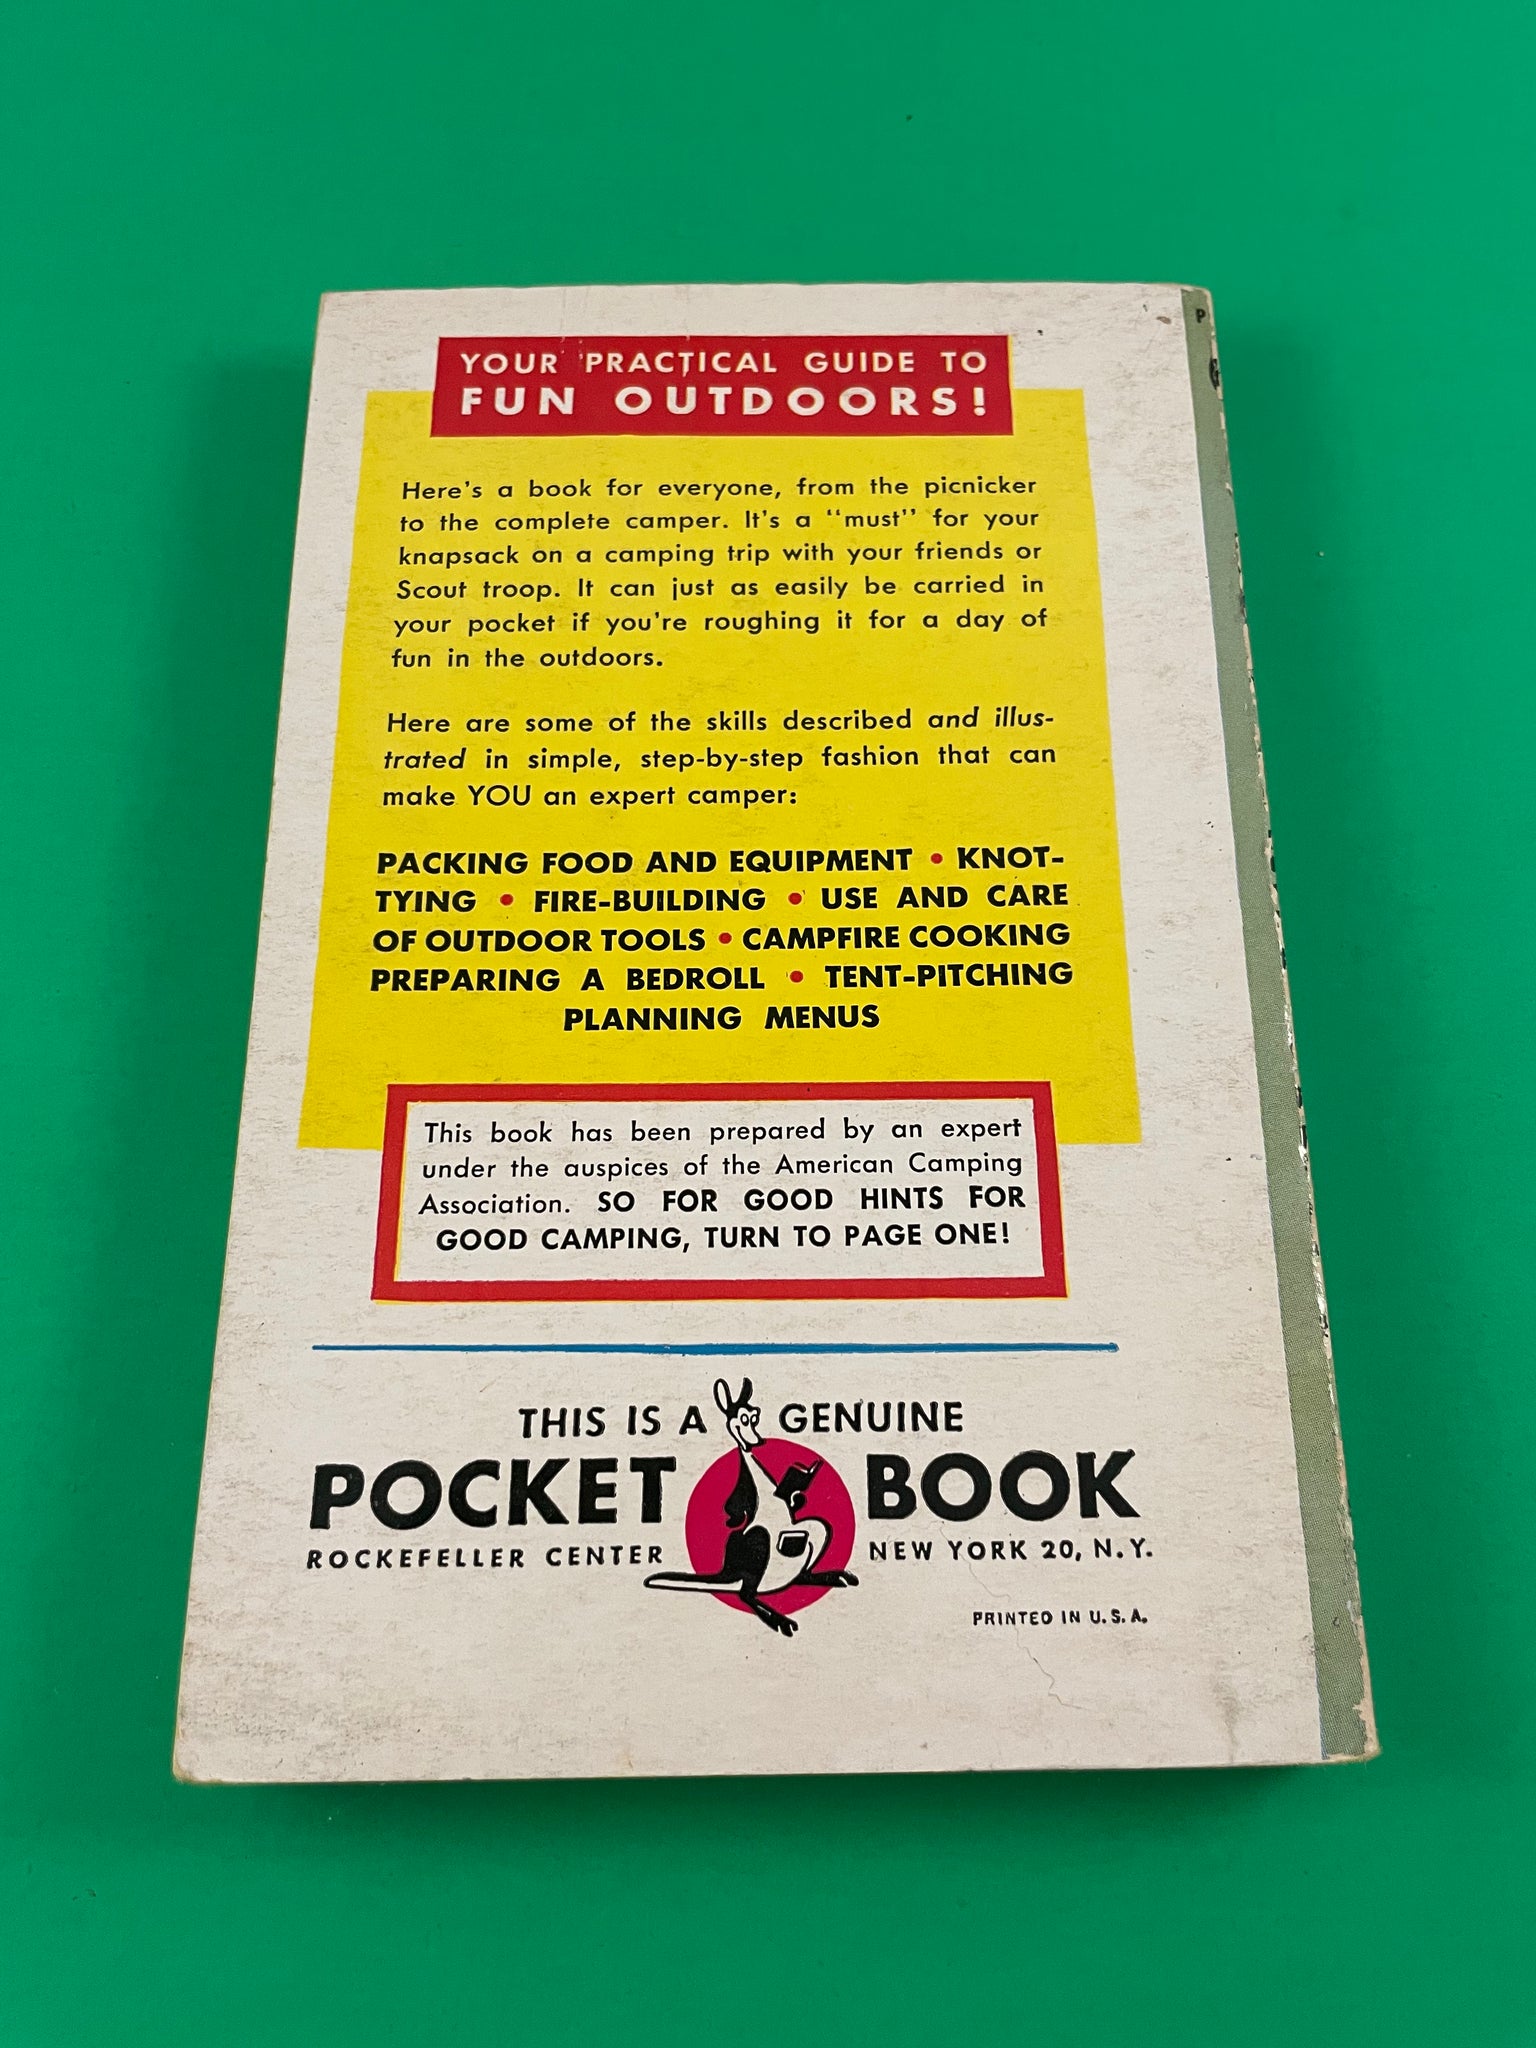 YOUR PRACTICAL GUIDE TO
FUN OUTDOORS!
Here's a book for everyone, from the picnicker
to the complete camper. It's a "must" for your
knapsack on a camping trip with your friends or
Scout troop. It can just as easily be carried in
your pocket if you're roughing it for a day of
fun in the outdoors.
Here are some of the skills described and illus-
trated in simple, step-by-step fashion that can
make YOU an expert camper:
PACKING FOOD AND EQUIPMENT • KNOT-
TYING • FIRE-BUILDING • USE AND CARE
OF OUTDOOR TOOLS • CAMPFIRE COOKING
PREPARING A BEDROLL • TENT-PITCHING
PLANNING MENUS
This book has been prepared by an expert
under the auspices of the American Camping
Association. SO FOR GOOD HINTS FOR
GOOD CAMPING, TURN TO PAGE ONE!
THIS IS A GENUINE
POCKET BOOK
ROCKEFELLER CENTER NEW YORK 20, N.Y.
PRINTED IN U.S.A.